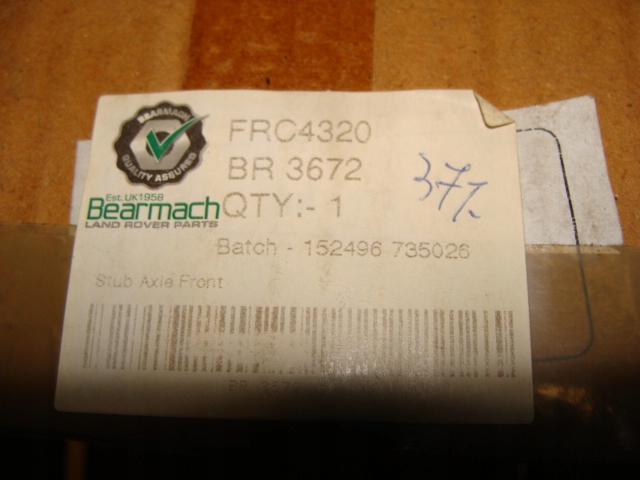 BEARMACH
QUALITY ASSURED
Est. UK1958
Bearmach
LAND ROVER PARTS
FRC4320
BR 3672
QTY:- 1
37/.
Batch - 152496 735026
Stub Axle Front